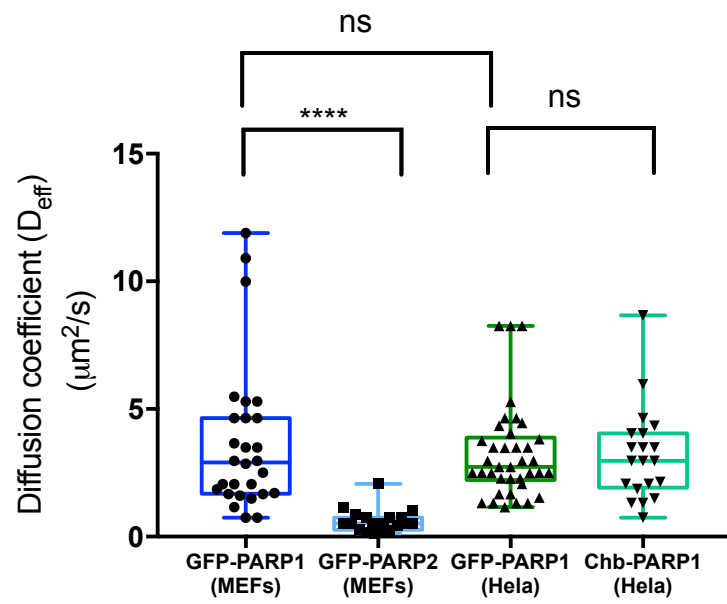 ns
ns
****
15
10
5
0
Diffusion coefficient (D_eff)
(μm²/s)
GFP-PARP1
(MEFs)
GFP-PARP2
(MEFs)
GFP-PARP1
(Hela)
Chb-PARP1
(Hela)